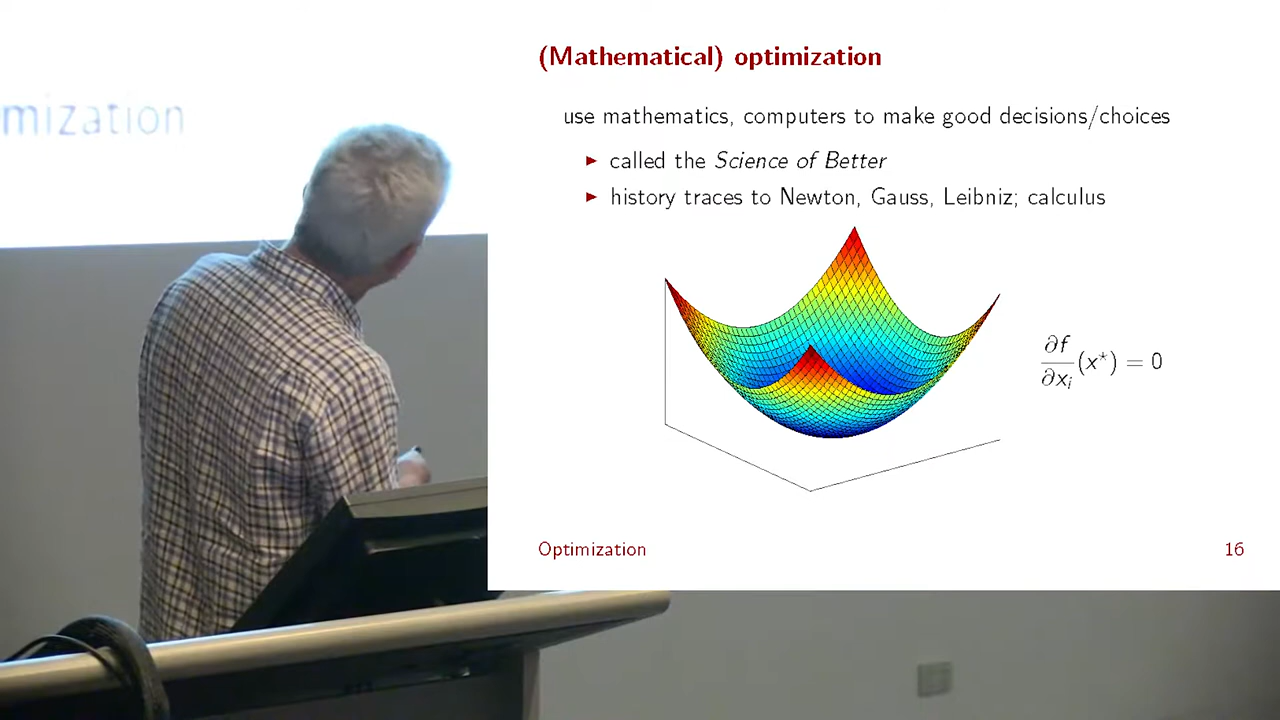 mization
(Mathematical) optimization
use mathematics, computers to make good decisions/choices
▶ called the Science of Better
▶ history traces to Newton, Gauss, Leibniz; calculus
∂f/∂xᵢ(x⋆) = 0
Optimization
16